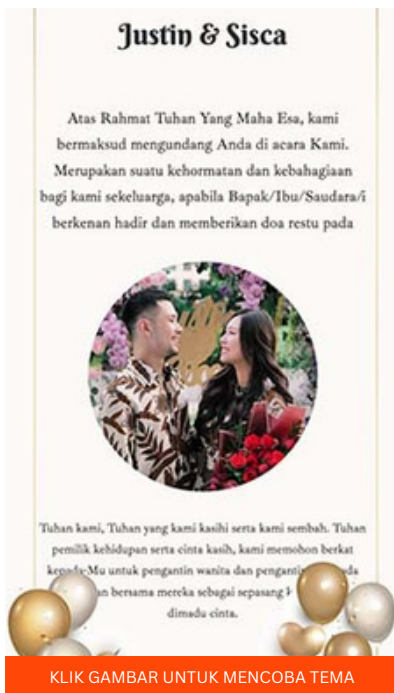 Justin & Sisca
Atas Rahmat Tuhan Yang Maha Esa, kami
bermaksud mengundang Anda di acara Kami.
Merupakan suatu kehormatan dan kebahagiaan
bagi kami sekeluarga, apabila Bapak/Ibu/Saudara/i
berkenan hadir dan memberikan doa restu pada
Tuhan kami, Tuhan yang kami kasihi serta kami sembah. Tuhan
pemilik kehidupan serta cinta kasih, kami memohon berkat
kepada-Mu untuk pengantin wanita dan
bersama mereka sebagai sepasang
dimadu cinta.
KLIK GAMBAR UNTUK MENCOBA TEMA